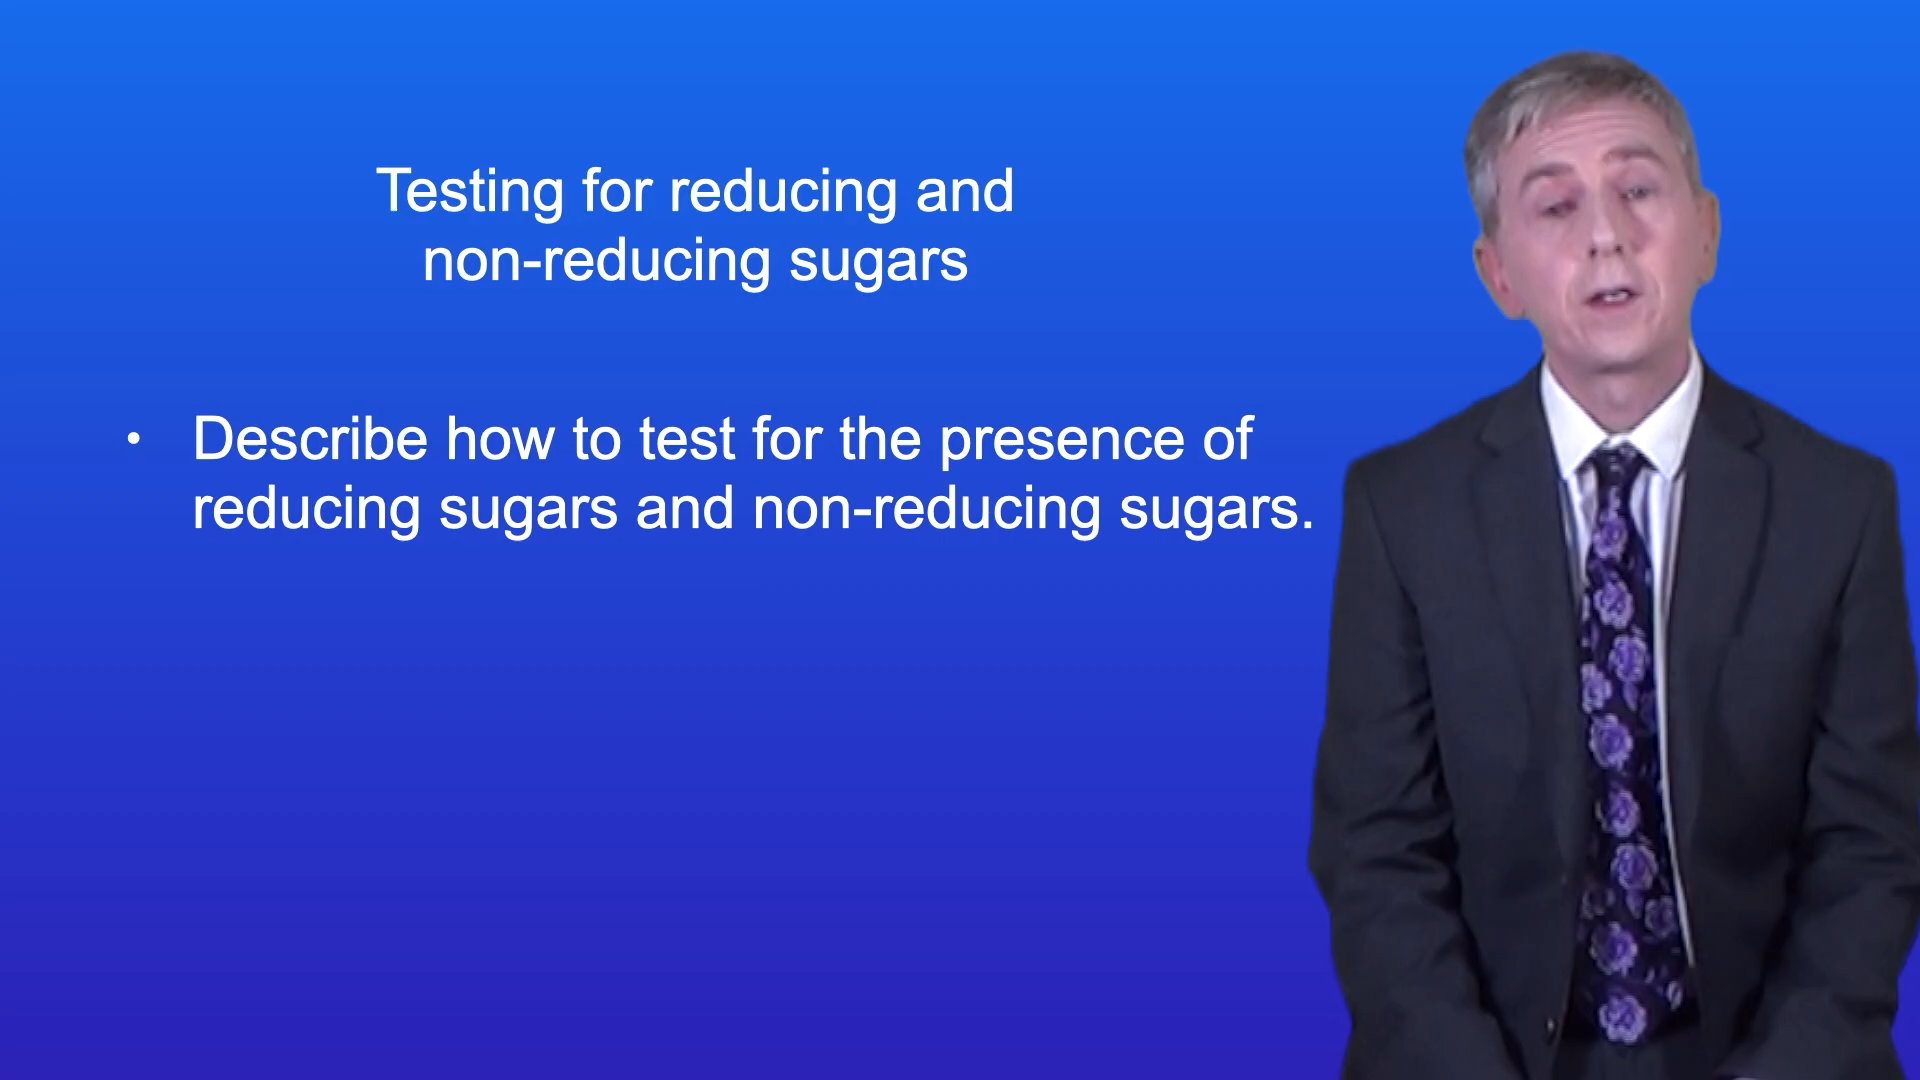 Testing for reducing and
non-reducing sugars
• Describe how to test for the presence of
reducing sugars and non-reducing sugars.